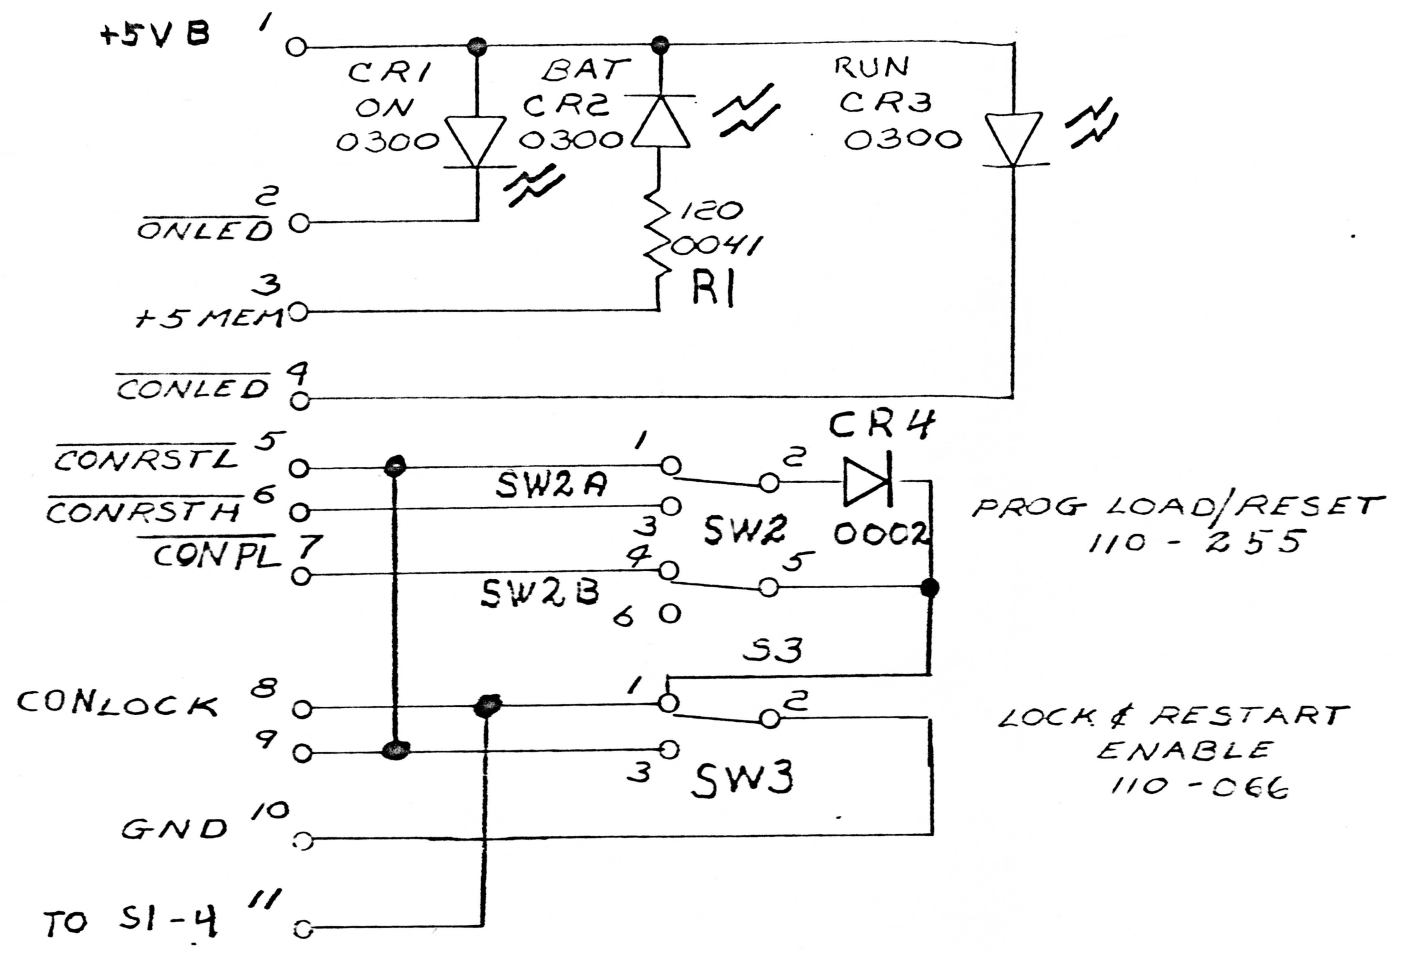 +5VB 1
CR1
ON
0300
BAT
CR2
0300
RUN
CR3
0300
2
ONLED
120
0041
R1
3
+5 MEM
4
CONLED
CR4
5
CONRSTL
1
2
SW2A
6
CONRSTH
3
SW2
0002
PROG LOAD/RESET
110-255
7
CONPL
4
5
SW2B
6
S3
8
CONLOCK
1
2
LOCK & RESTART
ENABLE
110-066
9
3
SW3
10
GND
11
TO S1-4